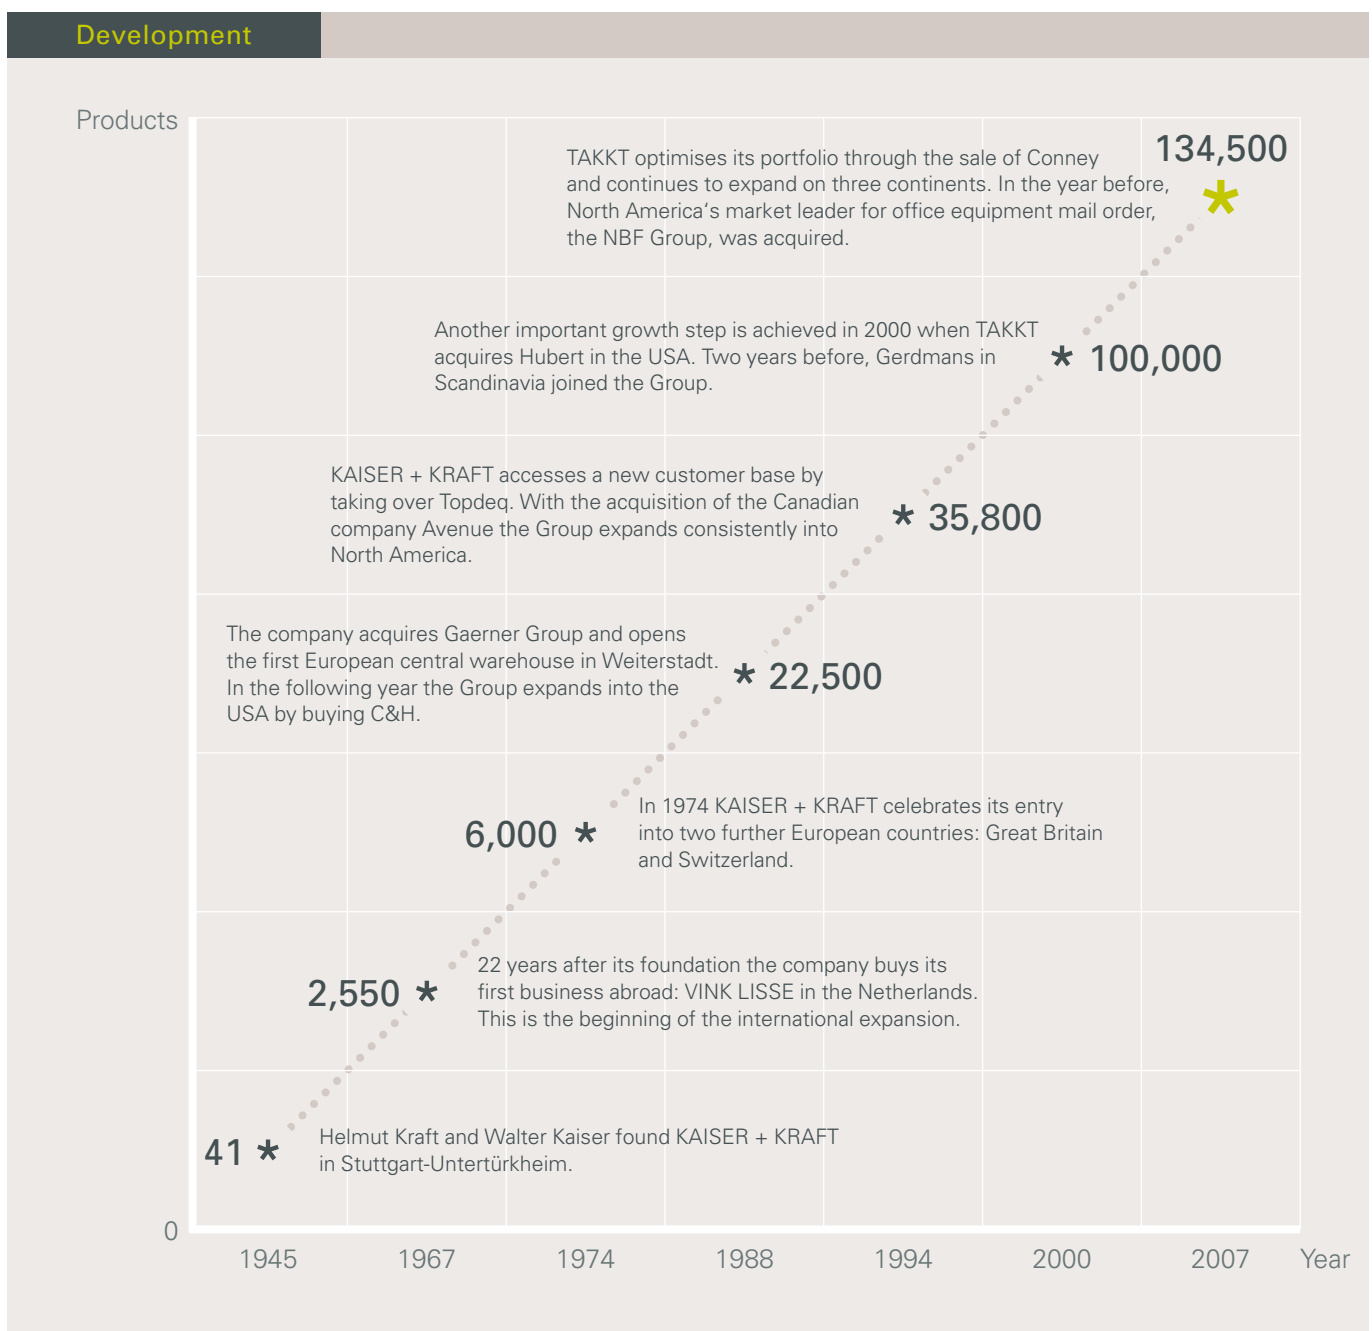 Development
Products
134,500
TAKKT optimises its portfolio through the sale of Conney
and continues to expand on three continents. In the year before,
North America‘s market leader for office equipment mail order,
the NBF Group, was acquired.
Another important growth step is achieved in 2000 when TAKKT
acquires Hubert in the USA. Two years before, Gerdmans in
Scandinavia joined the Group.
* 100,000
KAISER + KRAFT accesses a new customer base by
taking over Topdeq. With the acquisition of the Canadian
company Avenue the Group expands consistently into
North America.
* 35,800
The company acquires Gaerner Group and opens
the first European central warehouse in Weiterstadt.
In the following year the Group expands into the
USA by buying C&H.
* 22,500
6,000 *
In 1974 KAISER + KRAFT celebrates its entry
into two further European countries: Great Britain
and Switzerland.
2,550 *
22 years after its foundation the company buys its
first business abroad: VINK LISSE in the Netherlands.
This is the beginning of the international expansion.
41 *
Helmut Kraft and Walter Kaiser found KAISER + KRAFT
in Stuttgart-Untertürkheim.
0
1945 1967 1974 1988 1994 2000 2007 Year